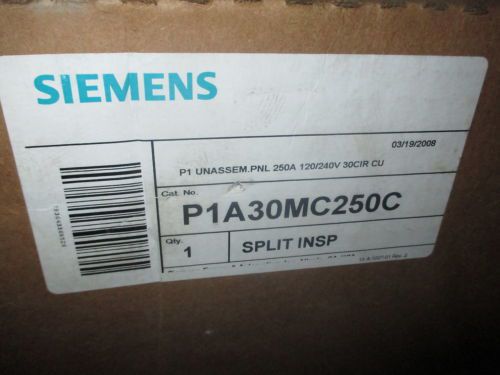 SIEMENS
03/19/2008
P1 UNASSEM.PNL 250A 120/240V 30CIR CU
Cat. No.
P1A30MC250C
Qty.
1
SPLIT INSP